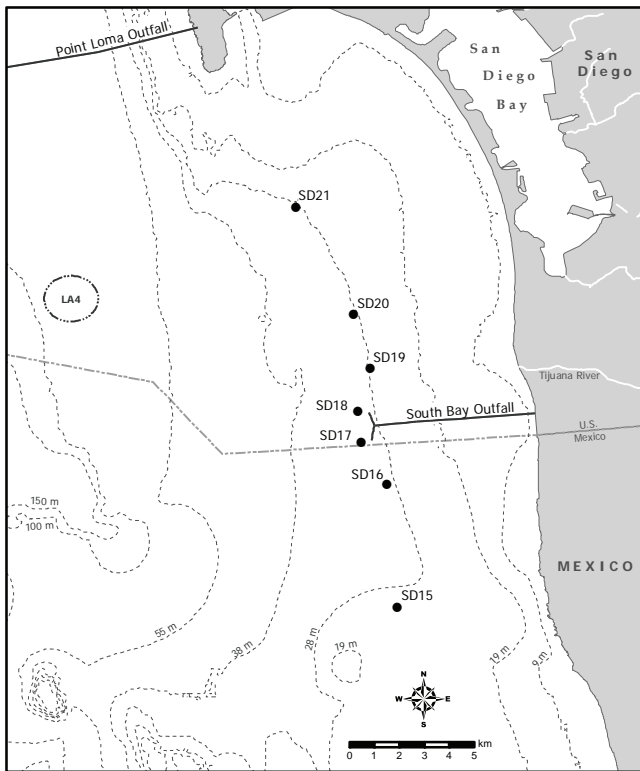 Point Loma Outfall
San
Diego
Bay
San
Diego
SD21
LA4
SD20
SD19
Tijuana River
SD18
South Bay Outfall
SD17
U.S.
Mexico
SD16
150 m
100 m
MEXICO
SD15
55 m
38 m
28 m
19 m
19 m
9 m
N
W E
S
0 1 2 3 4 5
km